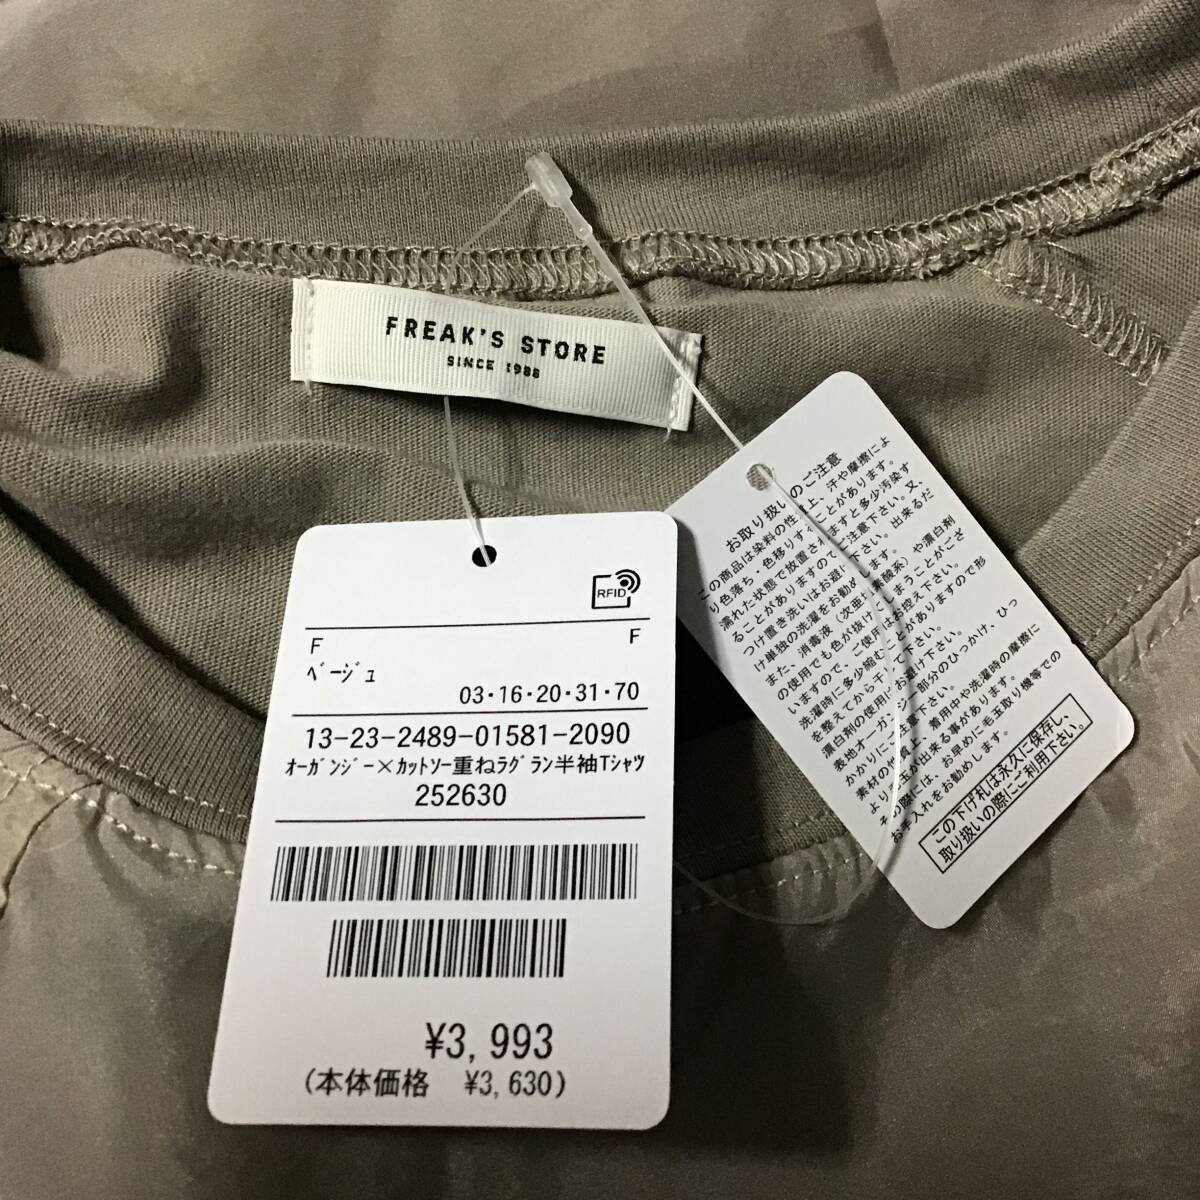 FREAK'S STORE
SINCE 1988
RFID
F F
ﾍﾞｰｼﾞｭ
03・16・20・31・70
13-23-2489-01581-2090
ｵｰｶﾞﾝｼﾞｰ×ｶｯﾄｿｰ重ねﾗｸﾞﾗﾝ半袖Tｼｬﾂ
252630
¥3,993
(本体価格 ¥3,630)
お取り扱いのご注意
この商品は染料の性 上、汗や摩擦によ
り色落ち・色移りす ことがあります。
濡れた状態で放置されますと多少汚染す
ることがありますのでご注意下さい。又、
つけ置き洗いはお避け下さい。出来るだ
け単独の洗濯をお勧め ます。
また、消毒液(次亜 素酸系)や漂白剤
の使用でも色が抜け しまうことがござ
いますので、ご使用はお控え下さい。
洗濯時に多少縮む ことがありますので形
を整えてから干 して下さい。
漂白剤の使用は お避け下さい。
表地オーガンジー 部分のひっかけ、ひっ
かかりにご注意下さい。
素材の性 上、着用中や洗濯時の摩擦に
より 玉が出来る事があります。
その際には、お早めに毛玉取り機等での
お手入れをお勧めします。
この下げ札は永久に保存し、
取り扱いの際にご利用下さい。